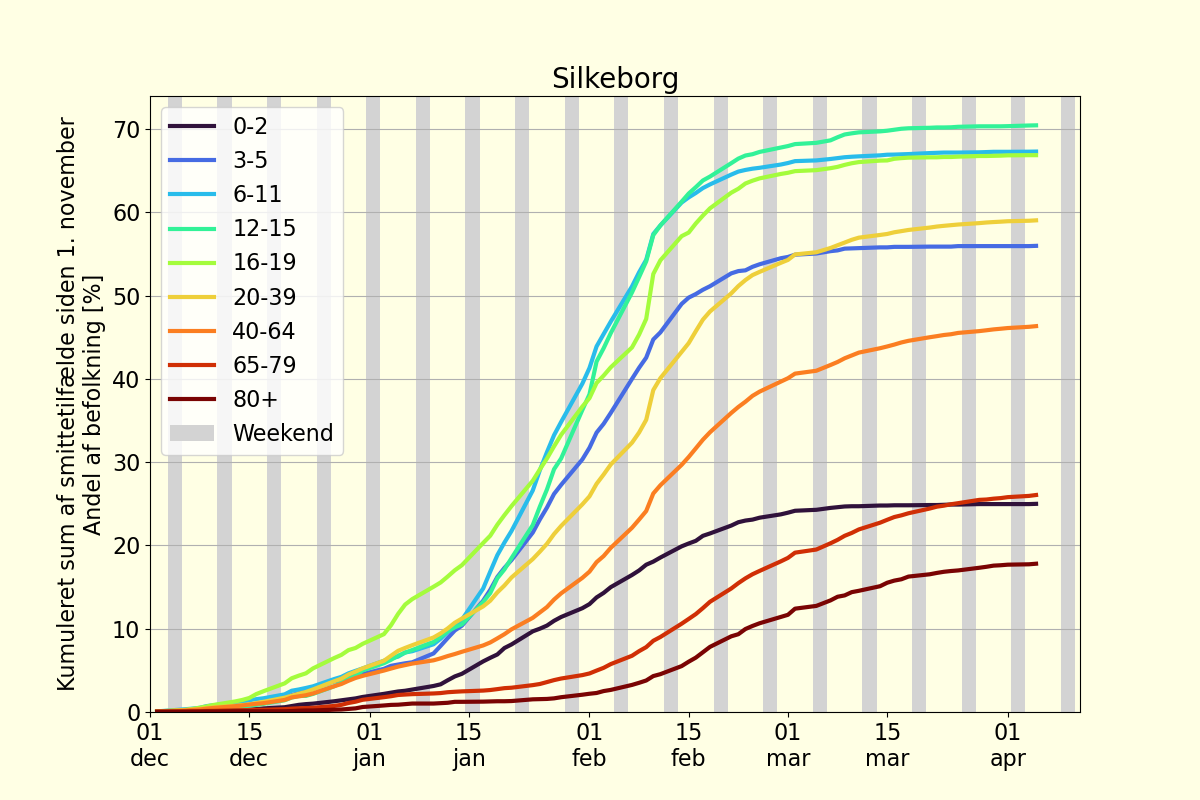 Silkeborg
Kumuleret sum af smittetilfælde siden 1. november
Andel af befolkning [%]
70
60
50
40
30
20
10
0
0-2
3-5
6-11
12-15
16-19
20-39
40-64
65-79
80+
Weekend
01 15 01 15 01 15 01 15 01
dec dec jan jan feb feb mar mar apr